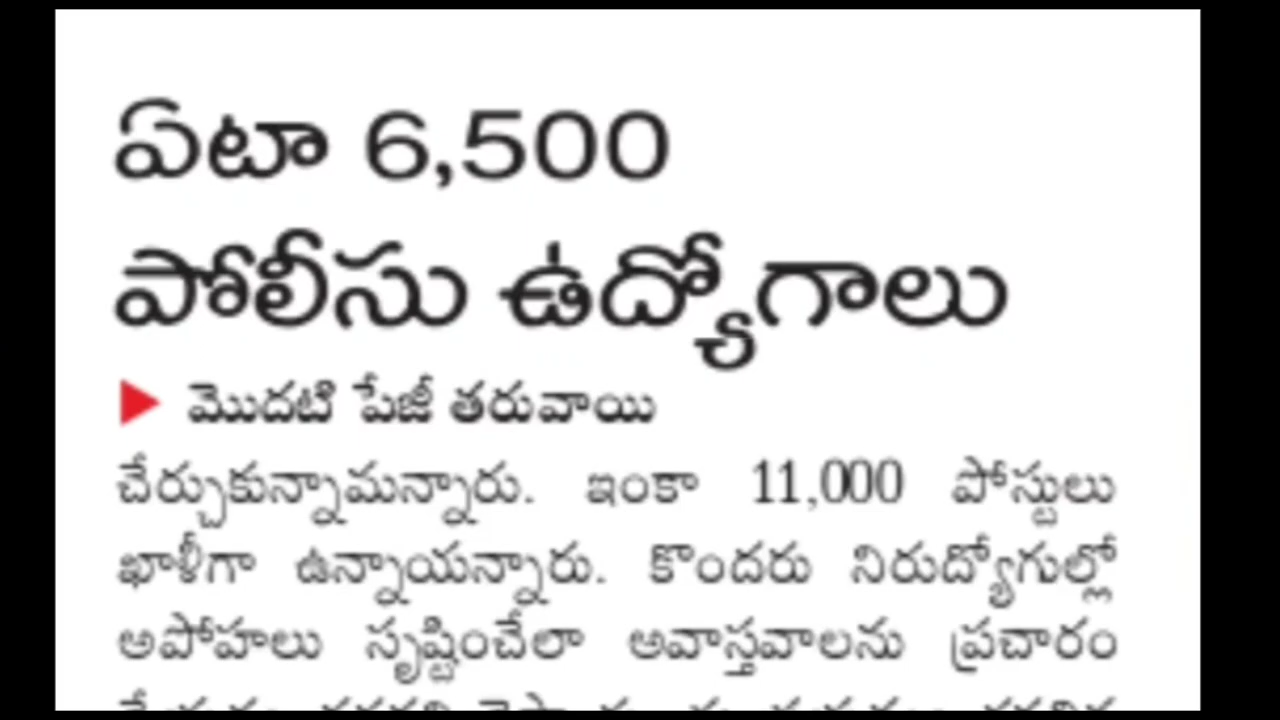 ఏటా 6,500
పోలీసు ఉద్యోగాలు
మొదటి పేజీ తరువాయి
చేర్చుకున్నామన్నారు. ఇంకా 11,000 పోస్టులు
ఖాళీగా ఉన్నాయన్నారు. కొందరు నిరుద్యోగుల్లో
అపోహలు సృష్టించేలా అవాస్తవాలను ప్రచారం